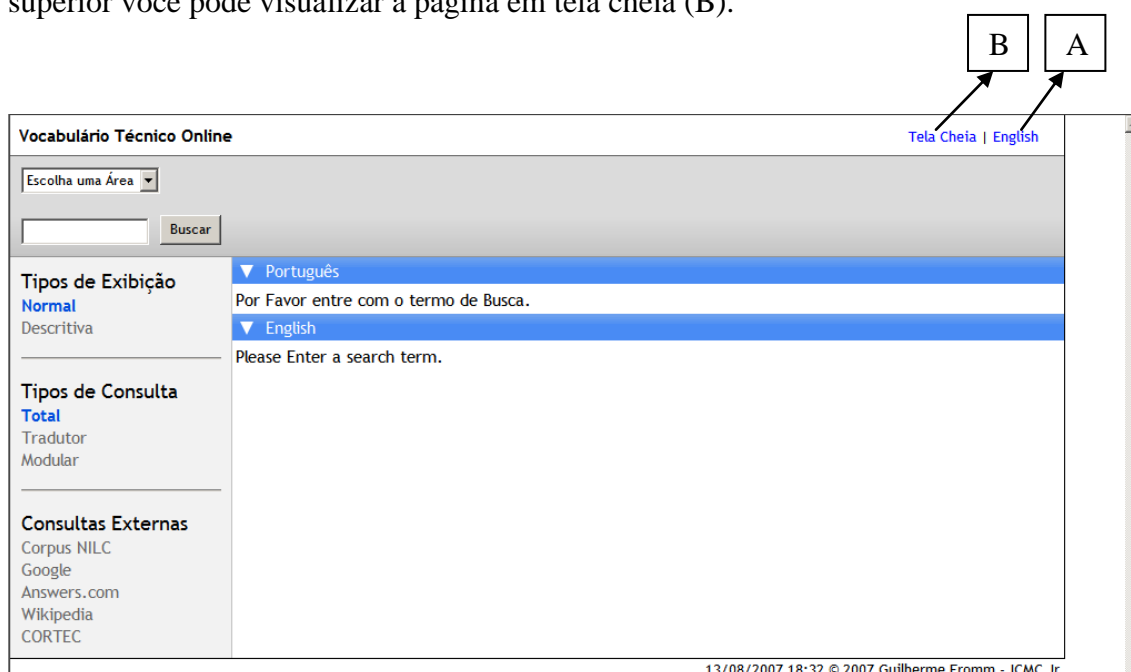 superior você pode visualizar a página em tela cheia (B).
B A
Vocabulário Técnico Online Tela Cheia | English
Escolha uma Área
Buscar
Tipos de Exibição
Normal
Descritiva
Tipos de Consulta
Total
Tradutor
Modular
Consultas Externas
Corpus NILC
Google
Answers.com
Wikipedia
CORTEC
Português
Por Favor entre com o termo de Busca.
English
Please Enter a search term.
13/08/2007 18:32 © 2007 Guilherme Fromm - ICMC Jr